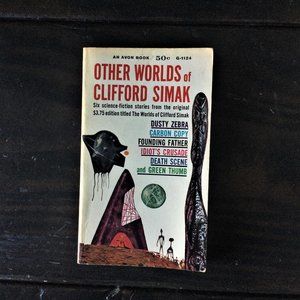 AN AVON BOOK 50¢ G-1124
OTHER WORLDS of
CLIFFORD SIMAK
Six science-fiction stories from the original
$3.75 edition titled The Worlds of Clifford Simak
DUSTY ZEBRA
CARBON COPY
FOUNDING FATHER
IDIOT'S CRUSADE
DEATH SCENE
and GREEN THUMB